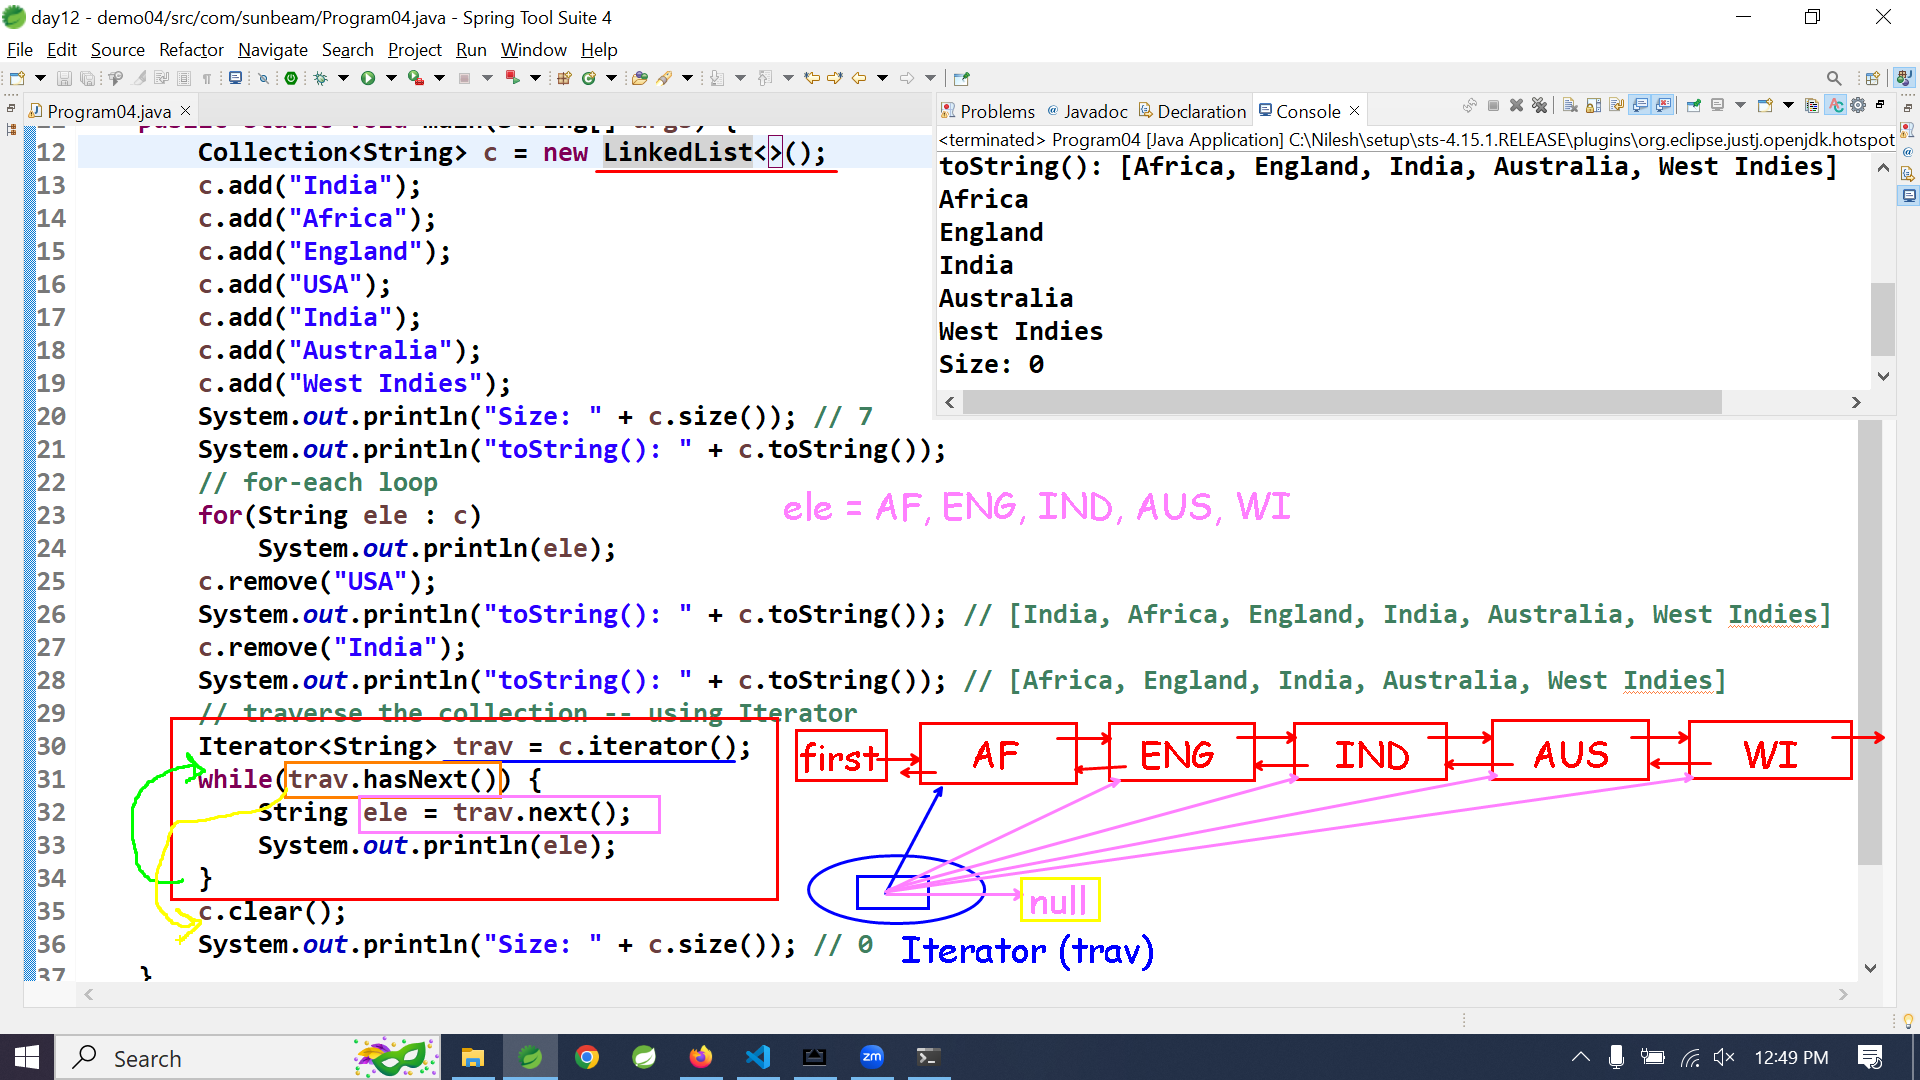 day12 - demo04/src/com/sunbeam/Program04.java - Spring Tool Suite 4
File Edit Source Refactor Navigate Search Project Run Window Help
Program04.java
public static void main(String[] args) {
12 Collection<String> c = new LinkedList<>();
13 c.add("India");
14 c.add("Africa");
15 c.add("England");
16 c.add("USA");
17 c.add("India");
18 c.add("Australia");
19 c.add("West Indies");
20 System.out.println("Size: " + c.size()); // 7
21 System.out.println("toString(): " + c.toString());
22 // for-each loop
23 for(String ele : c)
24 System.out.println(ele);
25 c.remove("USA");
26 System.out.println("toString(): " + c.toString()); // [India, Africa, England, India, Australia, West Indies]
27 c.remove("India");
28 System.out.println("toString(): " + c.toString()); // [Africa, England, India, Australia, West Indies]
29 // traverse the collection -- using Iterator
30 Iterator<String> trav = c.iterator();
31 while(trav.hasNext()) {
32 String ele = trav.next();
33 System.out.println(ele);
34 }
35 c.clear();
36 System.out.println("Size: " + c.size()); // 0
37 }
Problems Javadoc Declaration Console
<terminated> Program04 [Java Application] C:\Nilesh\setup\sts-4.15.1.RELEASE\plugins\org.eclipse.justj.openjdk.hotspot
toString(): [Africa, England, India, Australia, West Indies]
Africa
England
India
Australia
West Indies
Size: 0
ele = AF, ENG, IND, AUS, WI
first AF ENG IND AUS WI
null
Iterator (trav)
Search zm 12:49 PM